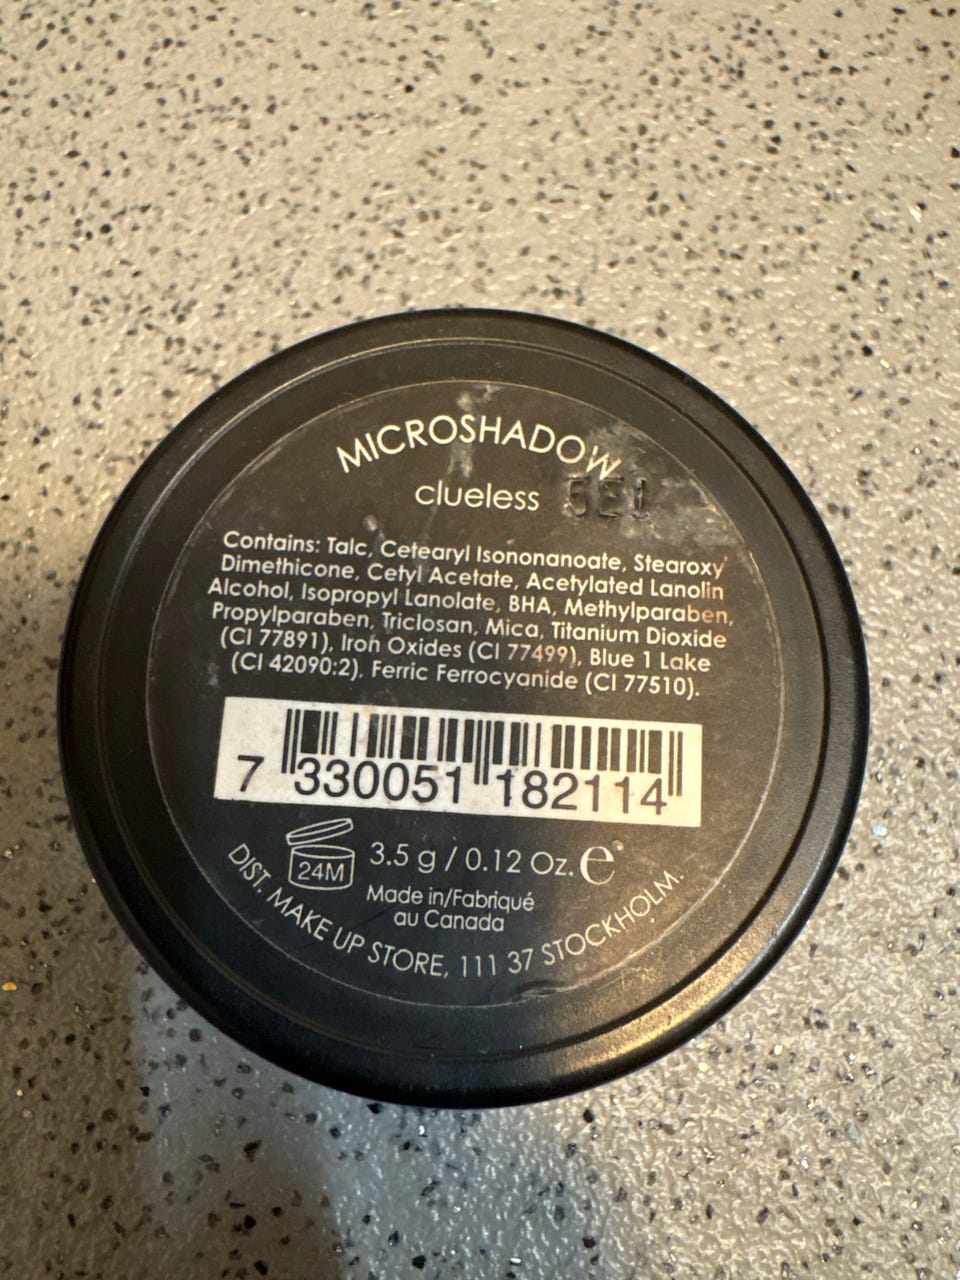 MICROSHADOW
clueless 5E1
Contains: Talc, Cetearyl Isononanoate, Stearoxy
Dimethicone, Cetyl Acetate, Acetylated Lanolin
Alcohol, Isopropyl Lanolate, BHA, Methylparaben,
Propylparaben, Triclosan, Mica, Titanium Dioxide
(CI 77891), Iron Oxides (CI 77499), Blue 1 Lake
(CI 42090:2), Ferric Ferrocyanide (CI 77510).
7 330051 182114
24M 3.5 g / 0.12 Oz. e
Made in/Fabriqué
au Canada
DIST. MAKE UP STORE, 111 37 STOCKHOLM.